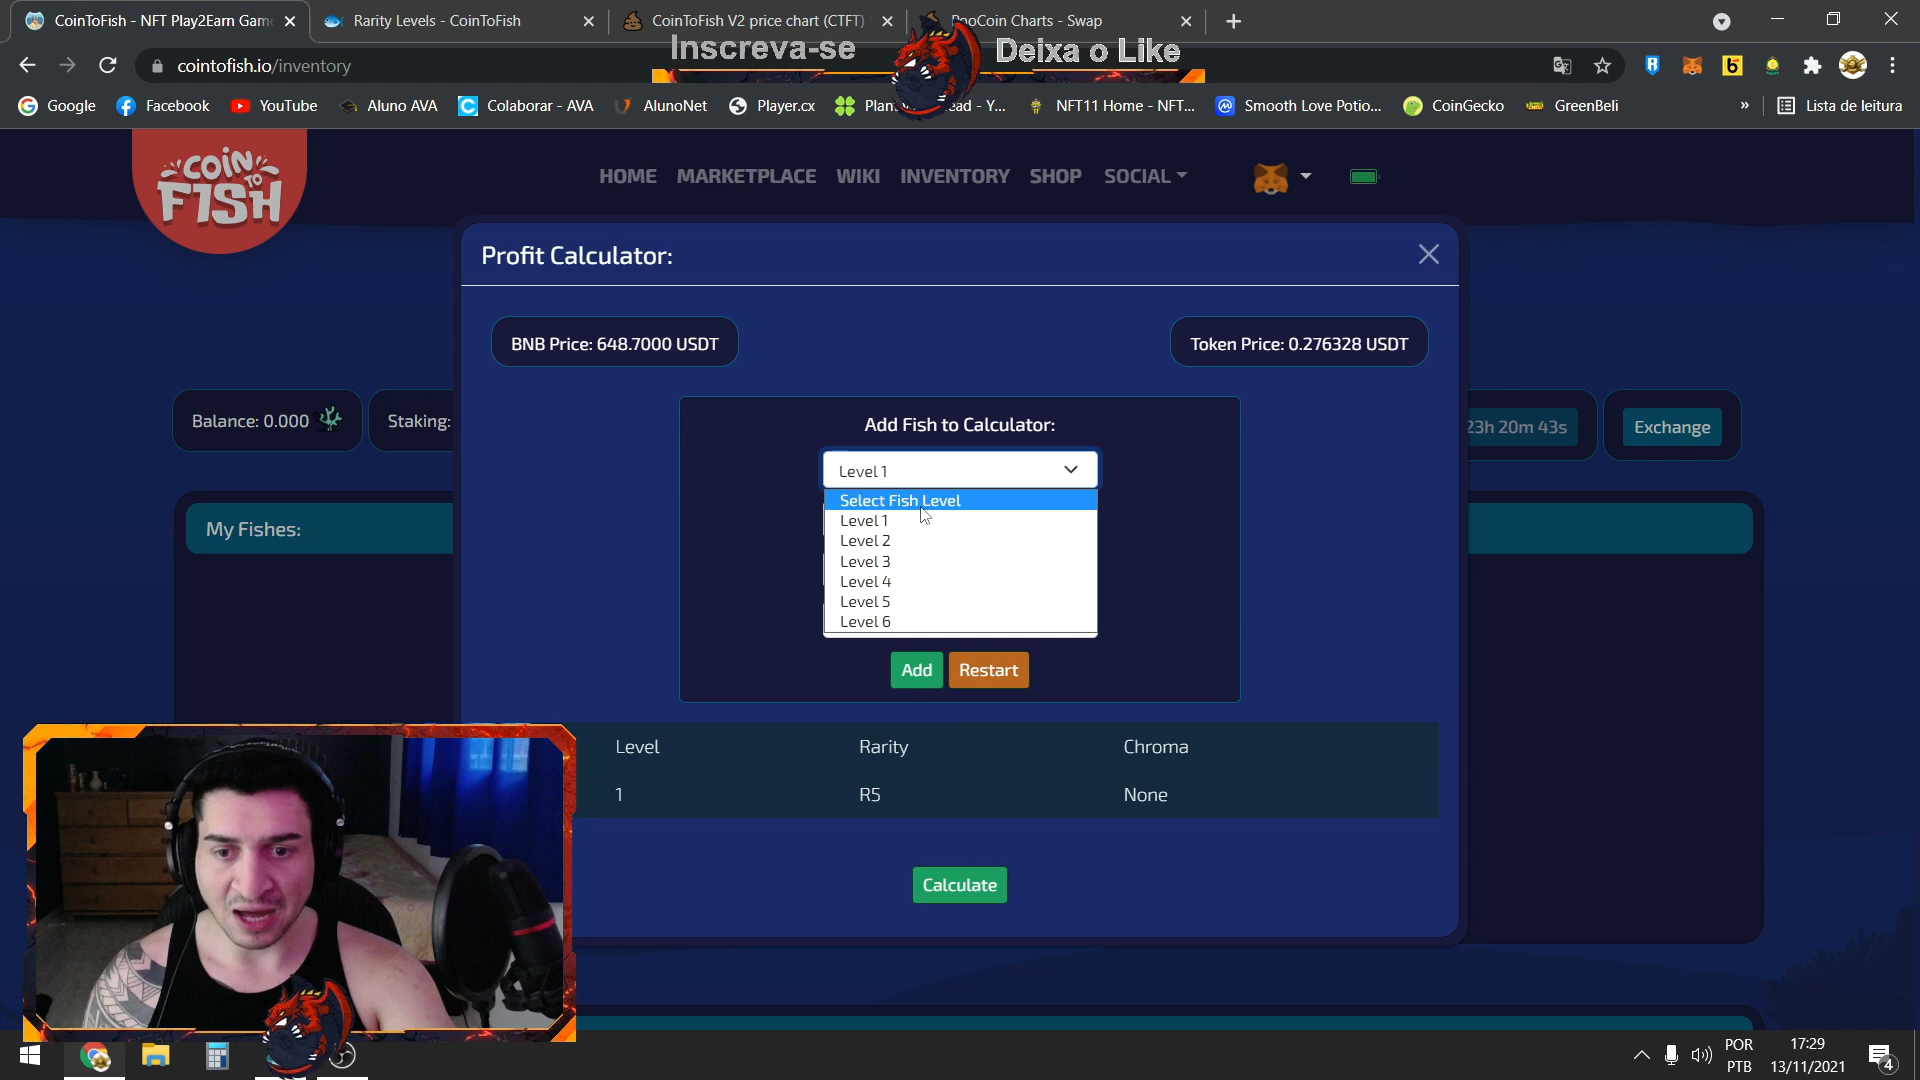 CoinToFish - NFT Play2Earn Gam
Rarity Levels - CoinToFish
CoinToFish V2 price chart (CTFT)
PooCoin Charts - Swap
Inscreva-se
Deixa o Like
cointofish.io/inventory
Google
Facebook
YouTube
Aluno AVA
Colaborar - AVA
AlunoNet
Player.cx
NFT11 Home - NFT...
Smooth Love Potio...
CoinGecko
GreenBeli
»
Lista de leitura
COIN TO FISH
HOME
MARKETPLACE
WIKI
INVENTORY
SHOP
SOCIAL
Profit Calculator:
BNB Price: 648.7000 USDT
Token Price: 0.276328 USDT
Balance: 0.000
Staking:
23h 20m 43s
Exchange
Add Fish to Calculator:
Level 1
Select Fish Level
Level 1
Level 2
Level 3
Level 4
Level 5
Level 6
My Fishes:
Add
Restart
Level
Rarity
Chroma
1
R5
None
Calculate
POR
PTB
17:29
13/11/2021
4